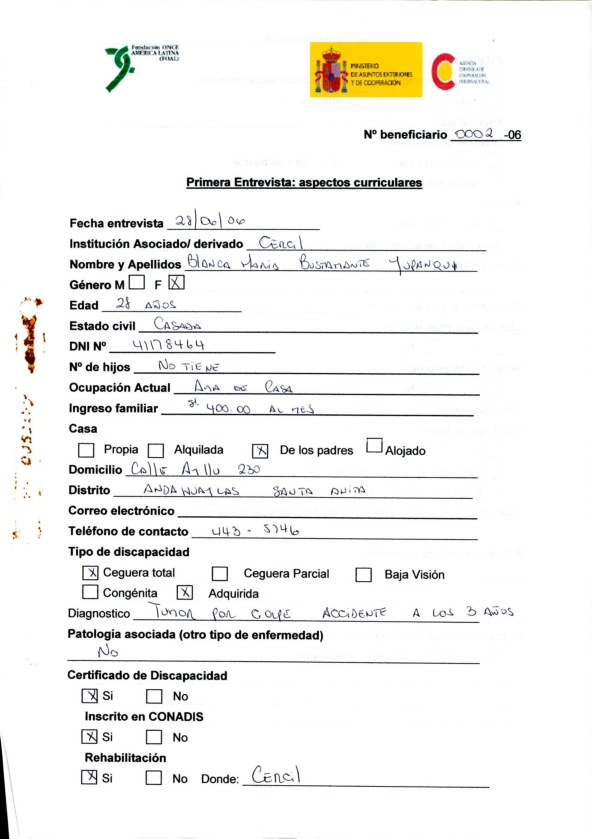 Fundación ONCE
AMÉRICA LATINA
(FOAL)
MINISTERIO
DE ASUNTOS EXTERIORES
Y DE COOPERACIÓN
AGENCIA
ESPAÑOLA DE
COOPERACIÓN
INTERNACIONAL
Nº beneficiario 0002 -06
Primera Entrevista: aspectos curriculares
Fecha entrevista 28/06/06
Institución Asociado/ derivado CERCIL
Nombre y Apellidos Blanca Maria Bustamante Yupanqui
Género M F X
Edad 28 AÑOS
Estado civil CASADA
DNI Nº 41178464
Nº de hijos NO TIENE
Ocupación Actual AMA DE CASA
Ingreso familiar S/. 400.00 AL MES
Casa
Propia Alquilada X De los padres Alojado
Domicilio Calle 230
Distrito ANDAHUAYLAS SANTA ANITA
Correo electrónico
Teléfono de contacto 443 - 5746
Tipo de discapacidad
X Ceguera total Ceguera Parcial Baja Visión
Congénita X Adquirida
Diagnostico TUMOR POR GOLPE ACCIDENTE A LOS 3 AÑOS
Patología asociada (otro tipo de enfermedad)
No
Certificado de Discapacidad
X Si No
Inscrito en CONADIS
X Si No
Rehabilitación
X Si No Donde: CERCIL